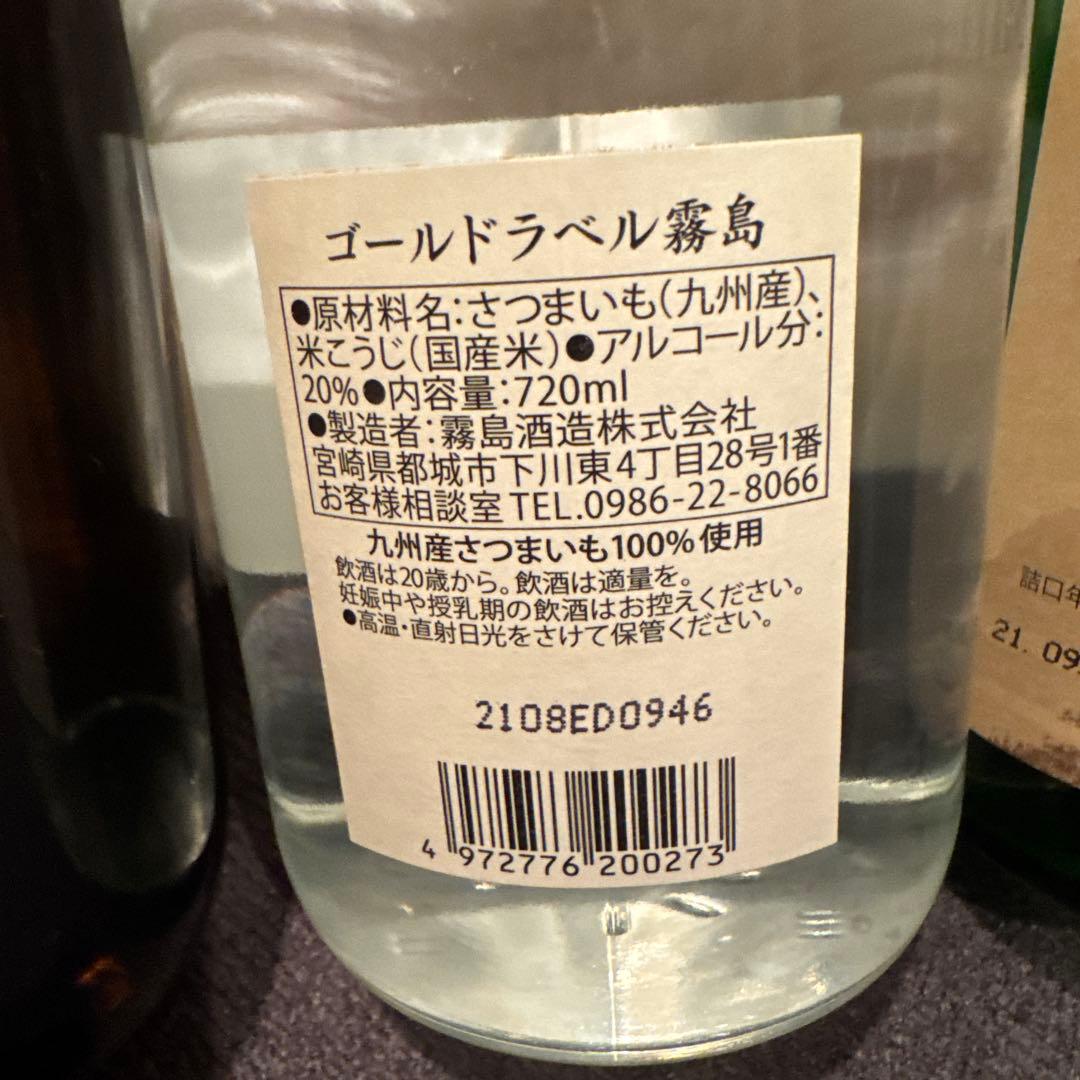 ゴールドラベル霧島
●原材料名:さつまいも(九州産)、
米こうじ(国産米)●アルコール分:
20%●内容量:720ml
●製造者:霧島酒造株式会社
宮崎県都城市下川東4丁目28号1番
お客様相談室 TEL.0986-22-8066
九州産さつまいも100%使用
飲酒は20歳から。飲酒は適量を。
妊娠中や授乳期の飲酒はお控えください。
●高温・直射日光をさけて保管ください。
2108ED0946
4 972776 200273
詰口年
21. 09